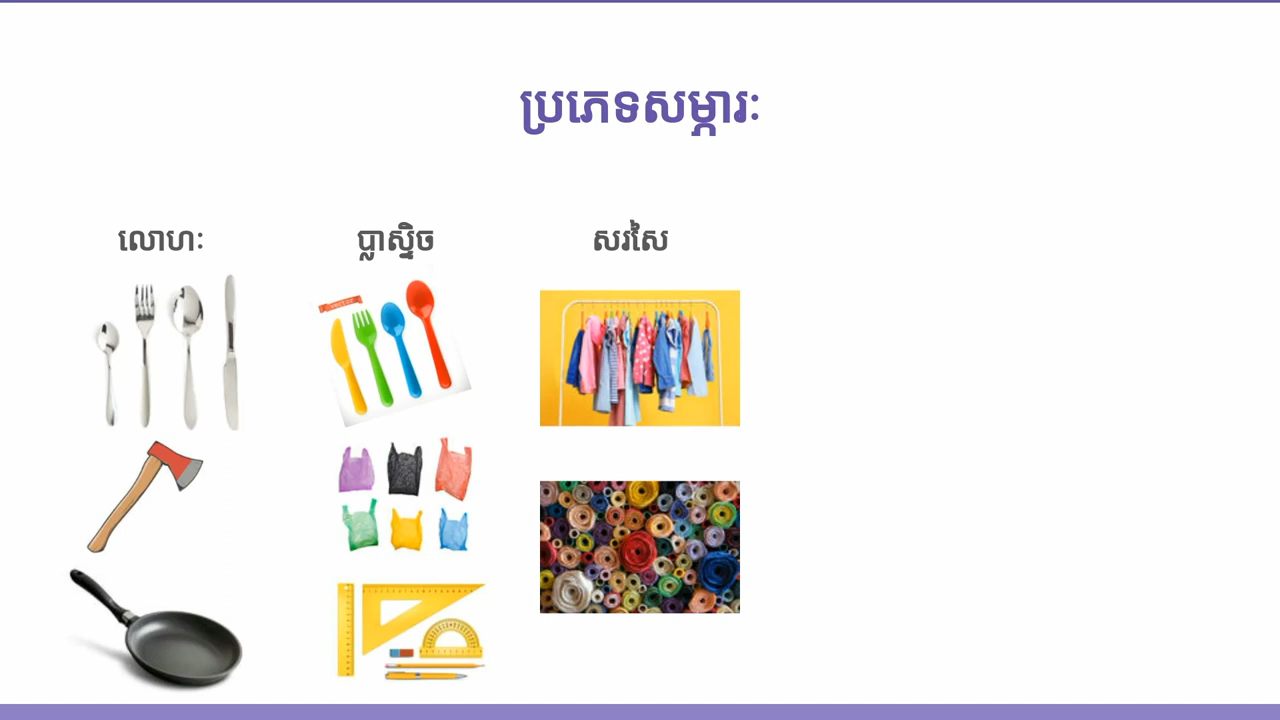 ប្រភេទសម្ភារៈ
លោហៈ
ប្លាស្ទិច
សរសៃ